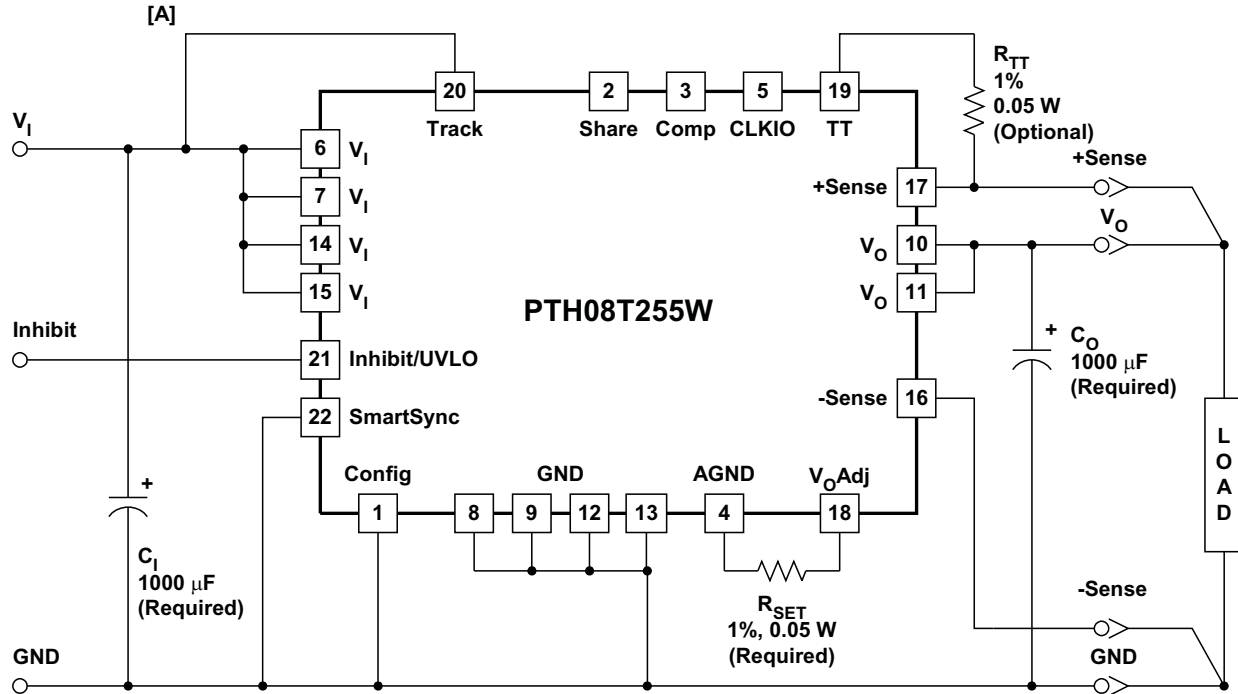 [A]
R_TT
1%
0.05 W
(Optional)
20
2
3
5
19
Track
Share
Comp
CLKIO
TT
V_I
6
V_I
+Sense
7
V_I
+Sense
17
14
V_I
V_O
10
V_O
15
V_I
V_O
11
PTH08T255W
Inhibit
21
Inhibit/UVLO
+
C_O
1000 μF
(Required)
22
SmartSync
-Sense
16
L
O
A
D
Config
GND
AGND
V_OAdj
1
8
9
12
13
4
18
+
C_I
1000 μF
(Required)
R_SET
1%, 0.05 W
(Required)
-Sense
GND
GND